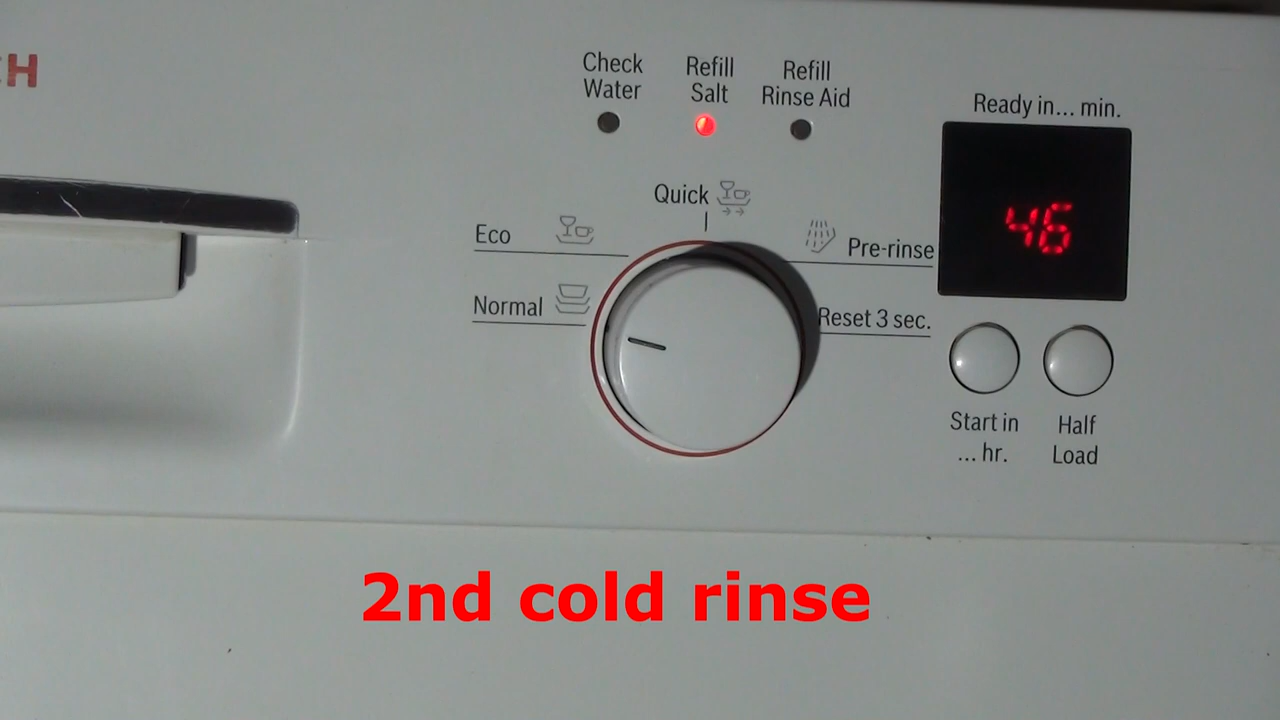 H
Check
Water
Refill
Salt
Refill
Rinse Aid
Ready in... min.
46
Quick
Eco
Pre-rinse
Normal
Reset 3 sec.
Start in
... hr.
Half
Load
2nd cold rinse